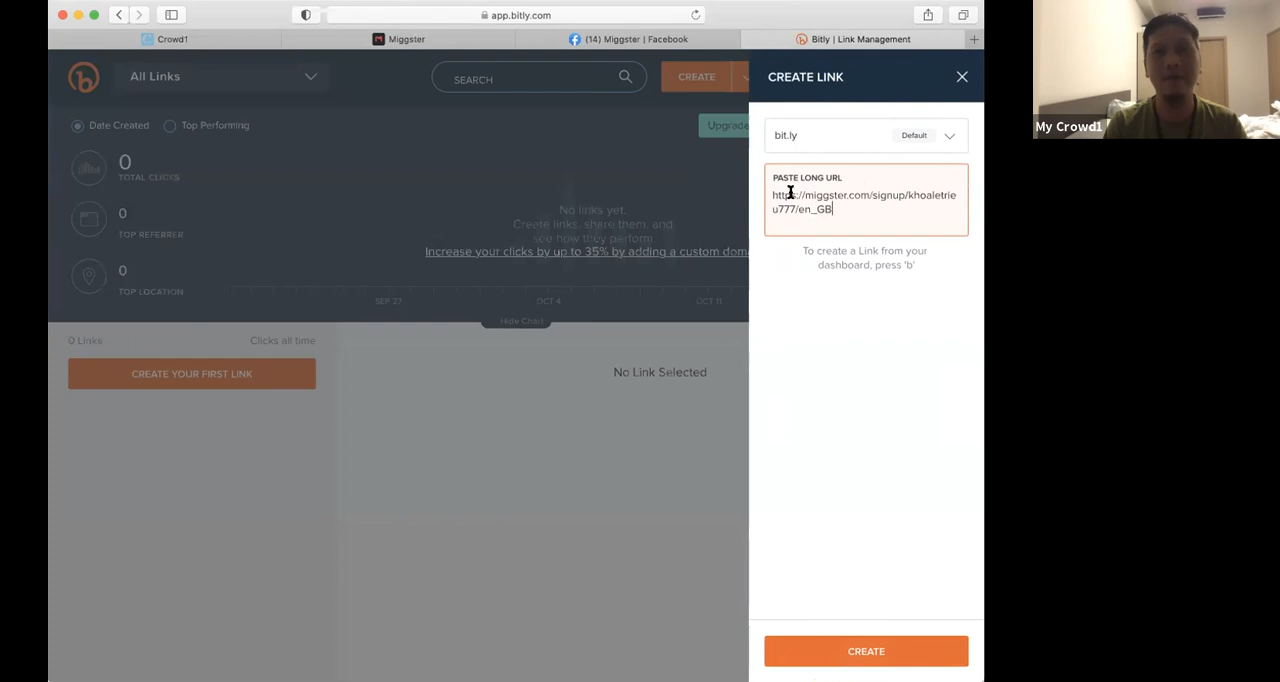 app.bitly.com
Crowd1
Miggster
(14) Miggster | Facebook
Bitly | Link Management
All Links
SEARCH
CREATE
CREATE LINK
Date Created
Top Performing
Upgrade
0
TOTAL CLICKS
0
TOP REFERRER
0
TOP LOCATION
No links yet.
Create links, share them, and
see how they perform.
Increase your clicks by up to 35% by adding a custom doma
SEP 27
OCT 4
OCT 11
Hide Chart
0 Links
Clicks all time
CREATE YOUR FIRST LINK
No Link Selected
bit.ly
Default
PASTE LONG URL
https://miggster.com/signup/khoaletrie
u777/en_GB
To create a Link from your
dashboard, press 'b'
CREATE
My Crowd1